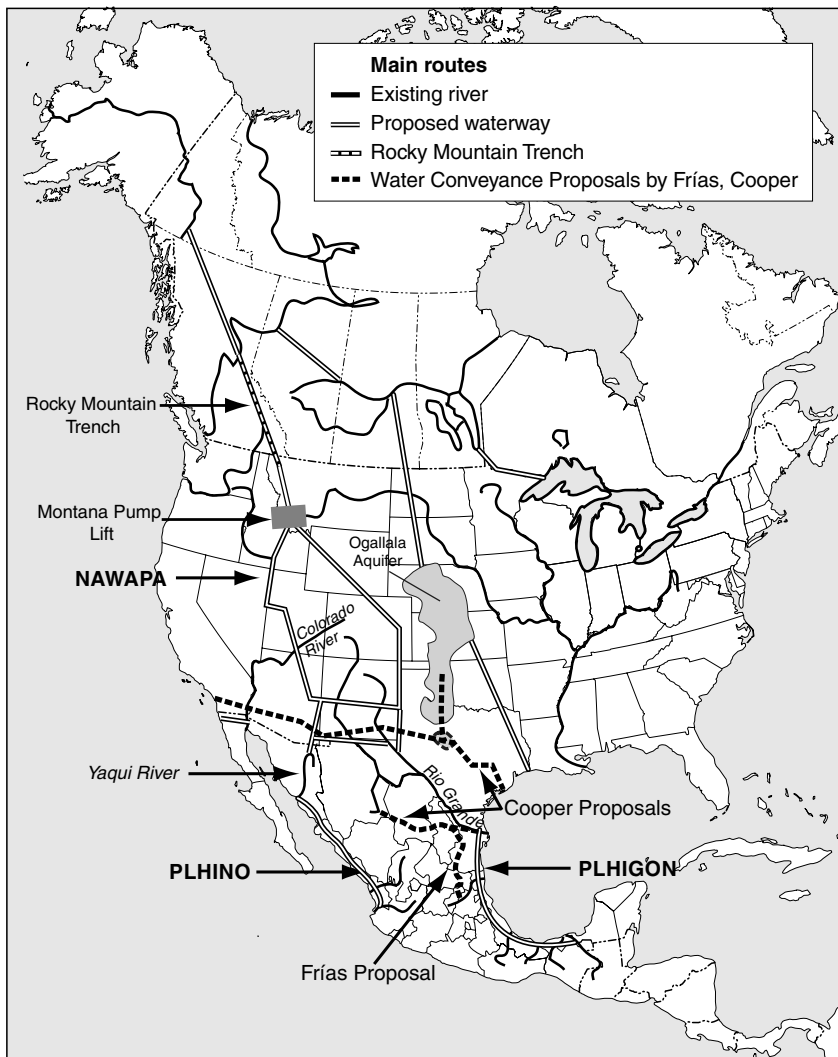 Main routes
Existing river
Proposed waterway
Rocky Mountain Trench
Water Conveyance Proposals by Frías, Cooper
Rocky Mountain
Trench
Montana Pump
Lift
NAWAPA
Ogallala
Aquifer
Colorado
River
Yaqui River
Rio Grande
Cooper Proposals
PLHINO
PLHIGON
Frías Proposal